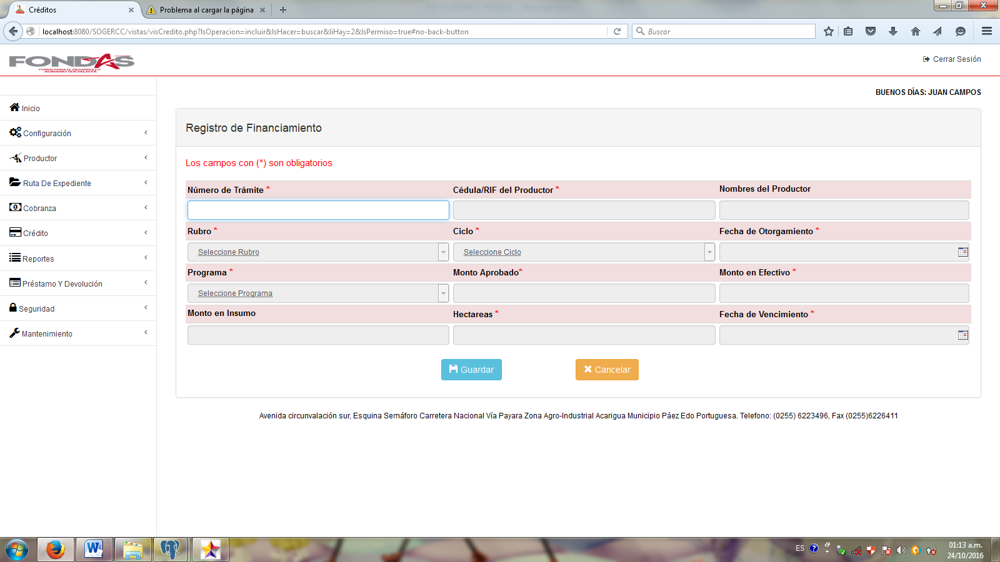 Créditos
Problema al cargar la página
localhost:8080/SOGERCC/vistas/visCredito.php?lsOperacion=incluir&lsHacer=buscar&liHay=2&lsPermiso=true#no-back-button
Buscar
FONDAS
FONDO PARA EL DESARROLLO
AGRARIO SOCIALISTA
Cerrar Sesión
BUENOS DÍAS: JUAN CAMPOS
Inicio
Configuración
Productor
Ruta De Expediente
Cobranza
Crédito
Reportes
Préstamo Y Devolución
Seguridad
Mantenimiento
Registro de Financiamiento
Los campos con (*) son obligatorios
Número de Trámite * Cédula/RIF del Productor * Nombres del Productor
Rubro * Ciclo * Fecha de Otorgamiento *
Seleccione Rubro Seleccione Ciclo
Programa * Monto Aprobado* Monto en Efectivo *
Seleccione Programa
Monto en Insumo Hectareas * Fecha de Vencimiento *
Guardar Cancelar
Avenida circunvalación sur, Esquina Semáforo Carretera Nacional Vía Payara Zona Agro-Industrial Acarigua Municipio Páez Edo Portuguesa. Telefono: (0255) 6223496, Fax (0255)6226411
ES
01:13 a.m.
24/10/2016